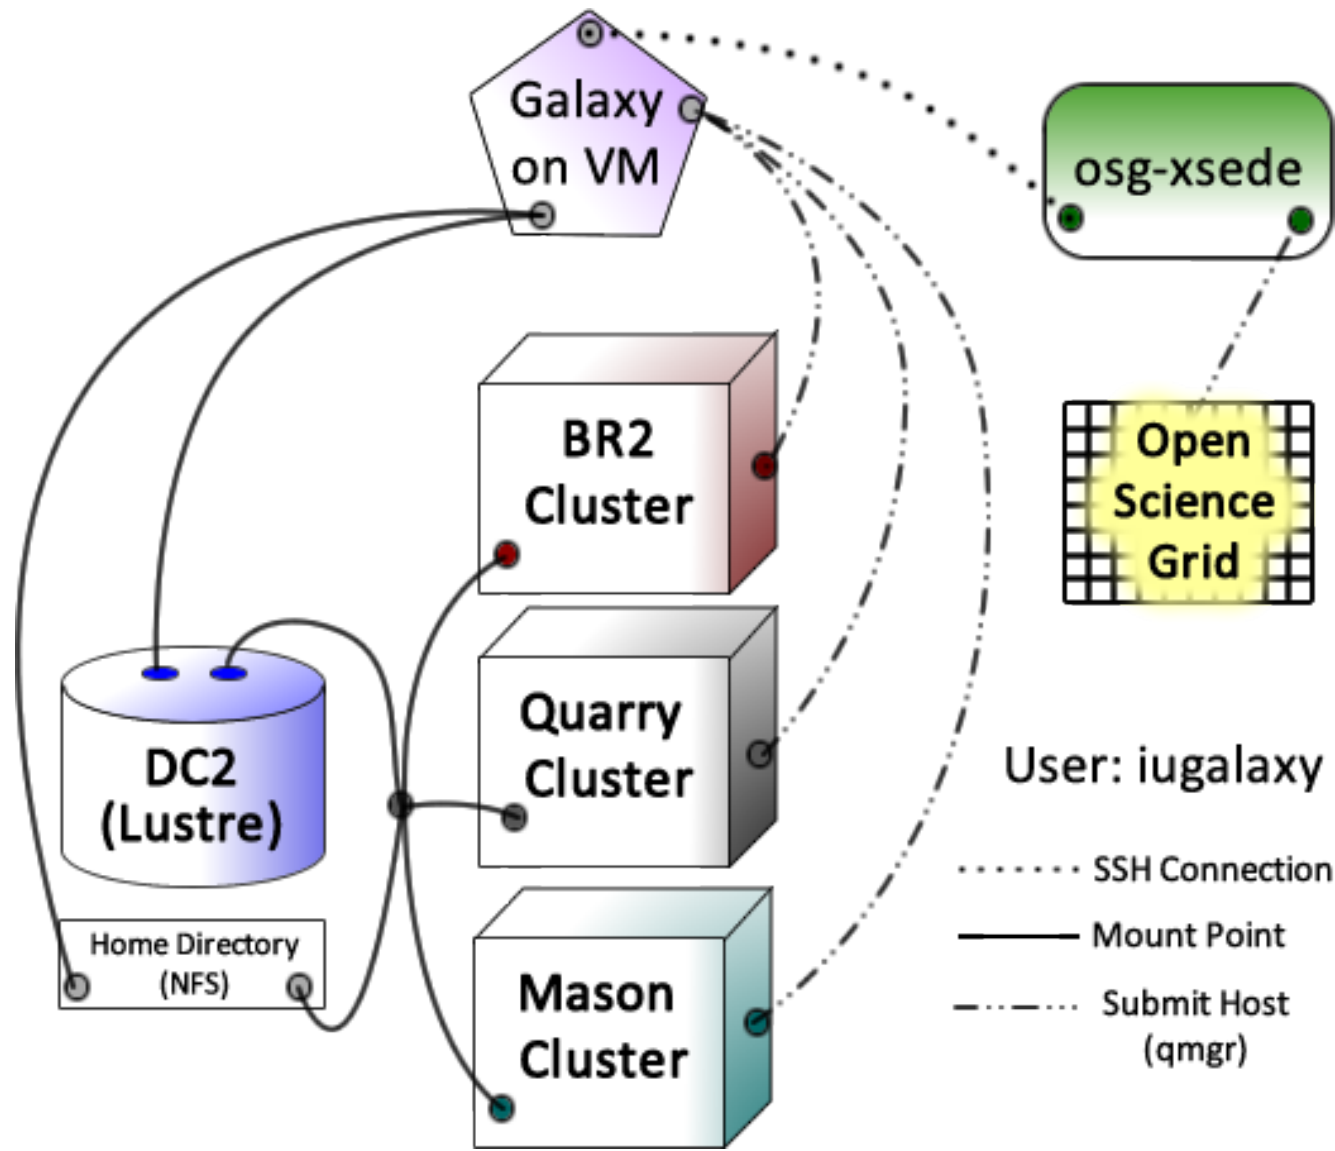 Galaxy
on VM
osg-xsede
BR2
Cluster
Open
Science
Grid
Quarry
Cluster
DC2
(Lustre)
User: iugalaxy
SSH Connection
Home Directory
(NFS)
Mount Point
Mason
Cluster
Submit Host
(qmgr)